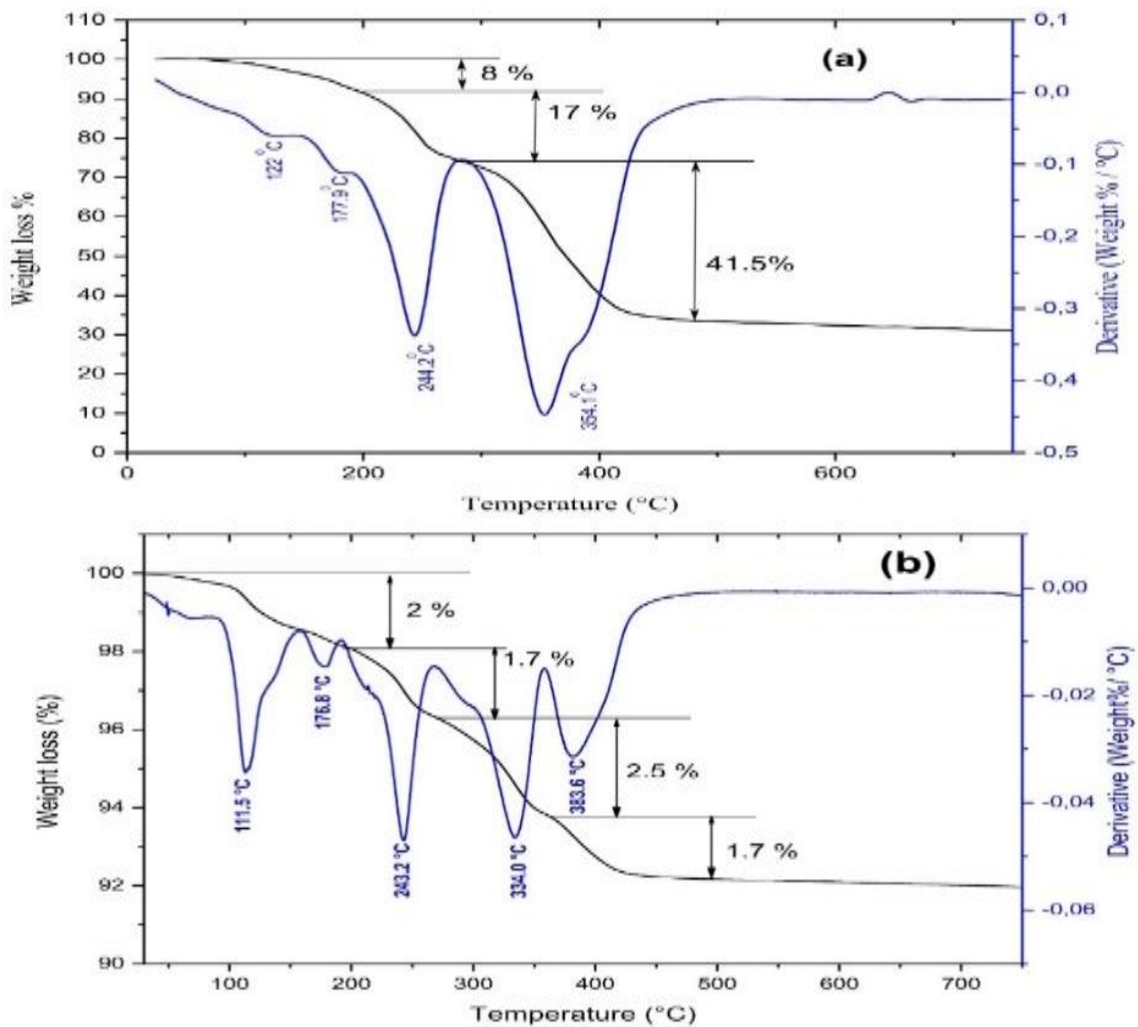 (a)
110
100
90
80
70
60
50
40
30
20
10
0
Weight loss %
0
200
400
600
Temperature (°C)
0,1
0,0
-0,1
-0,2
-0,3
-0,4
-0,5
Derivative (Weight % / °C)
8 %
17 %
41.5%
122°C
177.9°C
244.2°C
354.1°C
(b)
100
98
96
94
92
90
Weight loss (%)
100
200
300
400
500
600
700
Temperature (°C)
0,00
-0,02
-0,04
-0,06
Derivative (Weight%/ °C)
2 %
1.7 %
2.5 %
1.7 %
111.5 °C
176.8 °C
243.2 °C
334.0 °C
383.6 °C